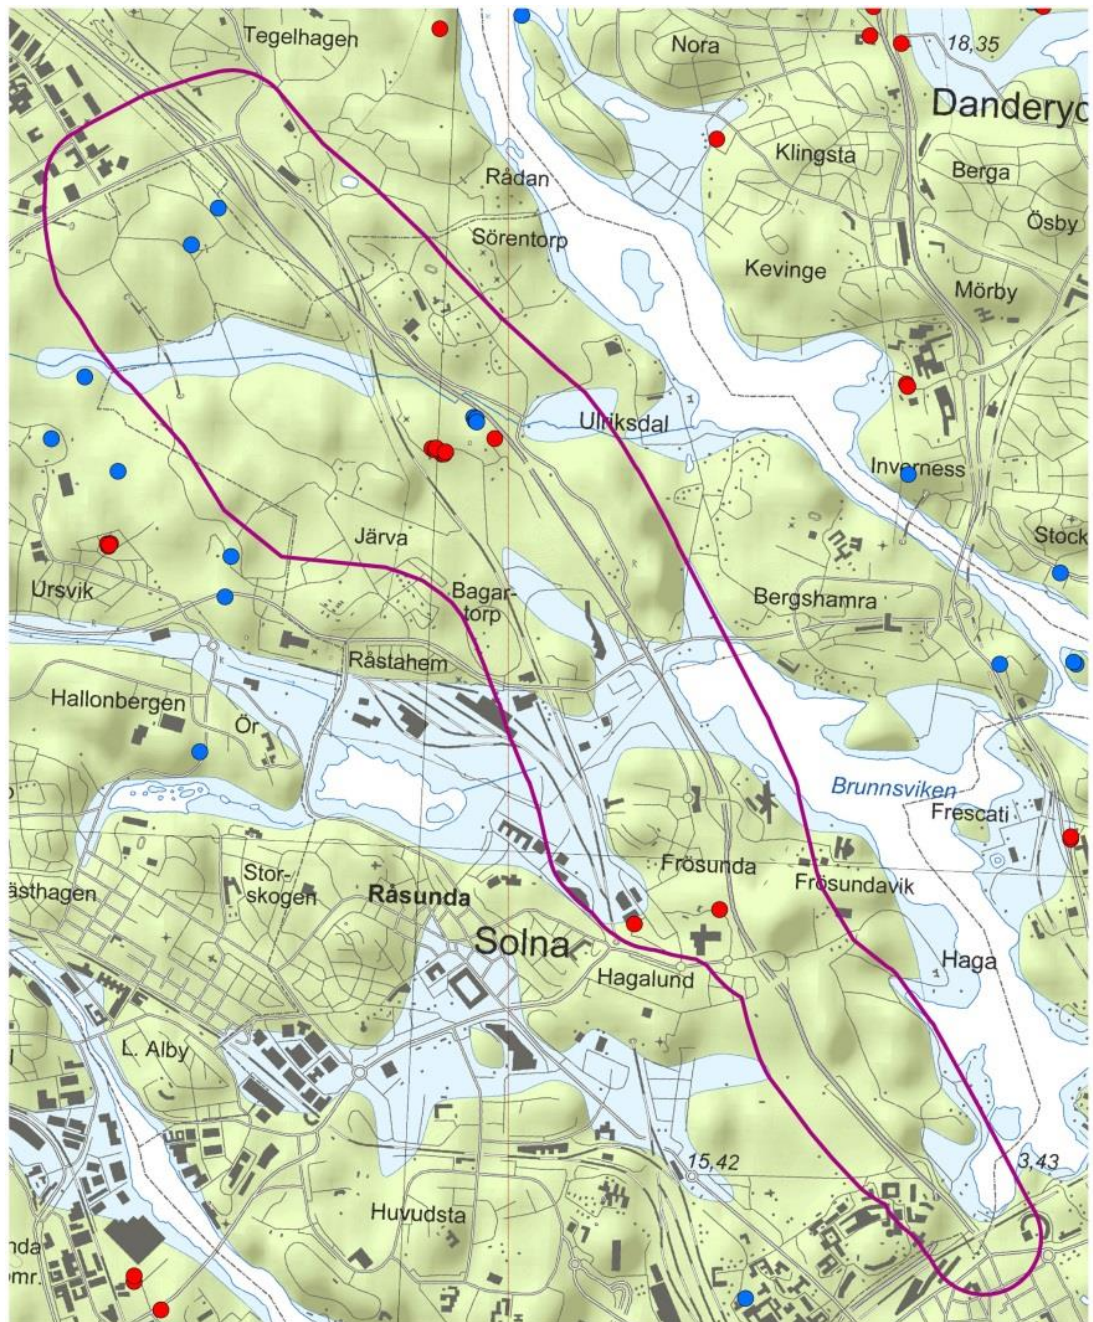 Tegelhagen
Nora
18,35
Danderyd
Klingsta
Berga
Rådan
Ösby
Sörentorp
Kevinge
Mörby
Ulriksdal
Inverness
Järva
Stock
Ursvik
Bagar-
torp
Bergshamra
Råstahem
Hallonbergen
Ör
Brunnsviken
Frescati
Frösunda
Stor-
skogen
Råsunda
Frösundavik
ästhagen
Solna
Haga
Hagalund
L. Alby
15,42
3,43
Huvudsta
nda
omr.